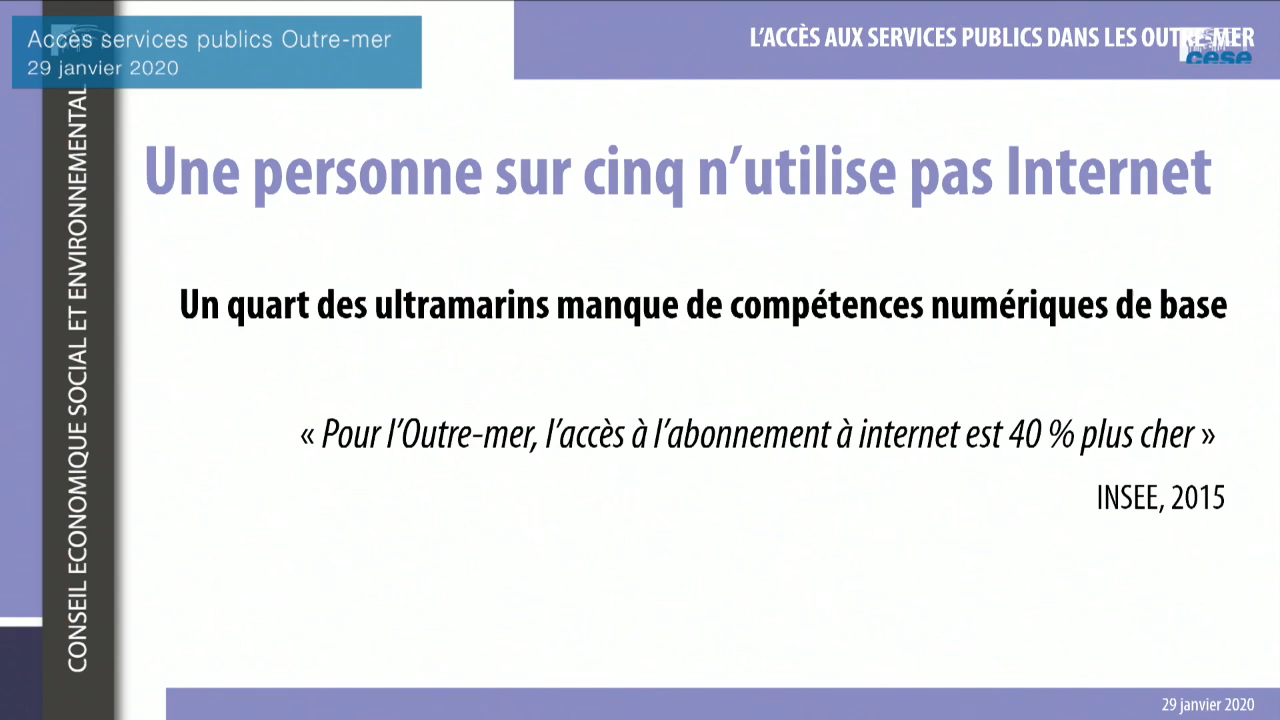 Accès services publics Outre-mer
29 janvier 2020
L'ACCÈS AUX SERVICES PUBLICS DANS LES OUTRE-MER
cese
CONSEIL ECONOMIQUE SOCIAL ET ENVIRONNEMENTAL
Une personne sur cinq n'utilise pas Internet
Un quart des ultramarins manque de compétences numériques de base
« Pour l'Outre-mer, l'accès à l'abonnement à internet est 40 % plus cher »
INSEE, 2015
29 janvier 2020